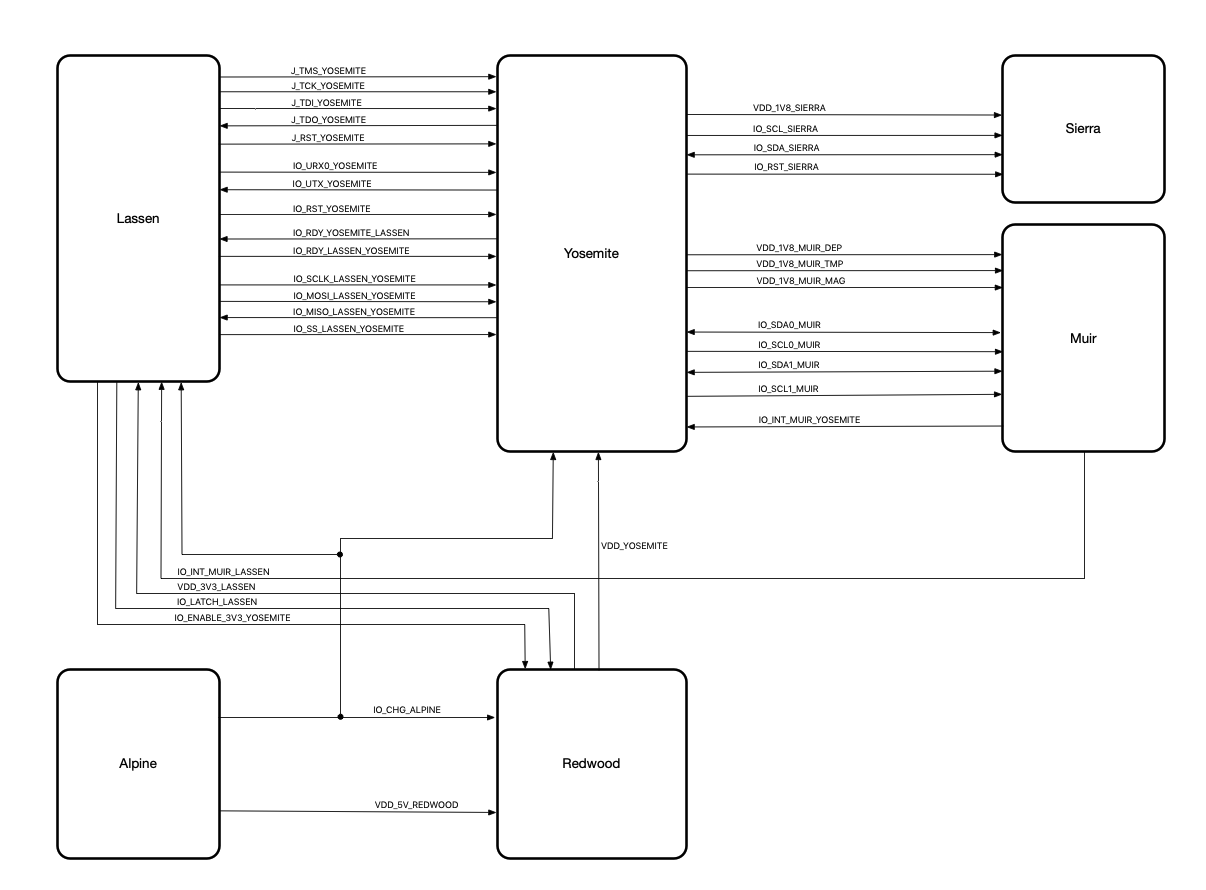 J_TMS_YOSEMITE
J_TCK_YOSEMITE
J_TDI_YOSEMITE
J_TDO_YOSEMITE
J_RST_YOSEMITE
IO_URX0_YOSEMITE
IO_UTX_YOSEMITE
IO_RST_YOSEMITE
IO_RDY_YOSEMITE_LASSEN
IO_RDY_LASSEN_YOSEMITE
IO_SCLK_LASSEN_YOSEMITE
IO_MOSI_LASSEN_YOSEMITE
IO_MISO_LASSEN_YOSEMITE
IO_SS_LASSEN_YOSEMITE
Lassen
Yosemite
VDD_1V8_SIERRA
IO_SCL_SIERRA
IO_SDA_SIERRA
IO_RST_SIERRA
Sierra
VDD_1V8_MUIR_DEP
VDD_1V8_MUIR_TMP
VDD_1V8_MUIR_MAG
IO_SDA0_MUIR
IO_SCL0_MUIR
IO_SDA1_MUIR
IO_SCL1_MUIR
IO_INT_MUIR_YOSEMITE
Muir
VDD_YOSEMITE
IO_INT_MUIR_LASSEN
VDD_3V3_LASSEN
IO_LATCH_LASSEN
IO_ENABLE_3V3_YOSEMITE
IO_CHG_ALPINE
Alpine
Redwood
VDD_5V_REDWOOD